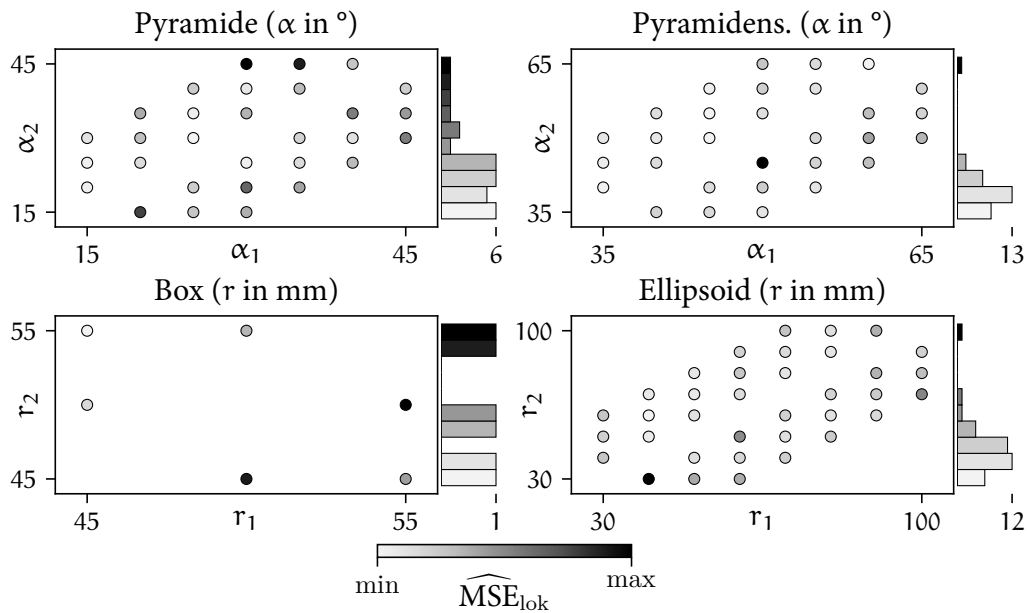 Pyramide (α in °)
45
α₂
15
15
α₁
45
6
Pyramidens. (α in °)
65
α₂
35
35
α₁
65
13
Box (r in mm)
55
r₂
45
45
r₁
55
1
Ellipsoid (r in mm)
100
r₂
30
30
r₁
100
12
min
max
M̂SÊ_lok